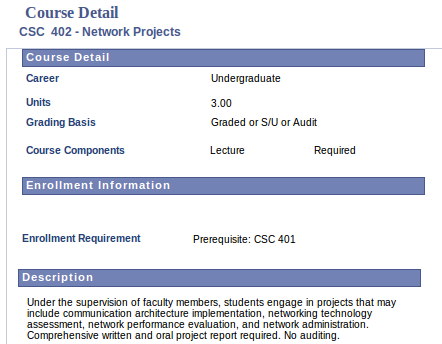 Course Detail
CSC 402 - Network Projects
Course Detail
Career Undergraduate
Units 3.00
Grading Basis Graded or S/U or Audit
Course Components Lecture Required
Enrollment Information
Enrollment Requirement Prerequisite: CSC 401
Description
Under the supervision of faculty members, students engage in projects that may
include communication architecture implementation, networking technology
assessment, network performance evaluation, and network administration.
Comprehensive written and oral project report required. No auditing.